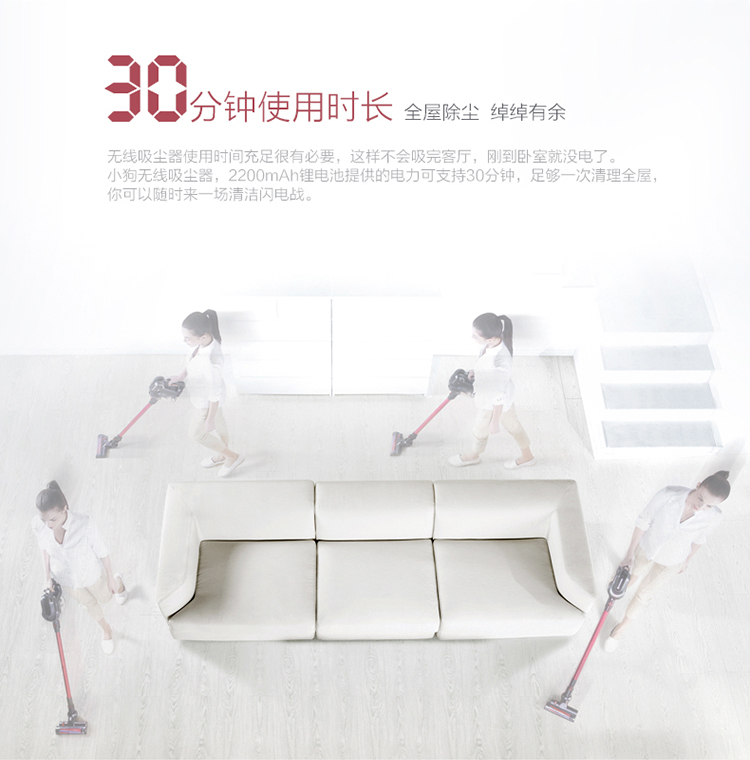 30分钟使用时长 全屋除尘 绰绰有余
无线吸尘器使用时间充足很有必要，这样不会吸完客厅，刚到卧室就没电了。
小狗无线吸尘器，2200mAh锂电池提供的电力可支持30分钟，足够一次清理全屋，
你可以随时来一场清洁闪电战。